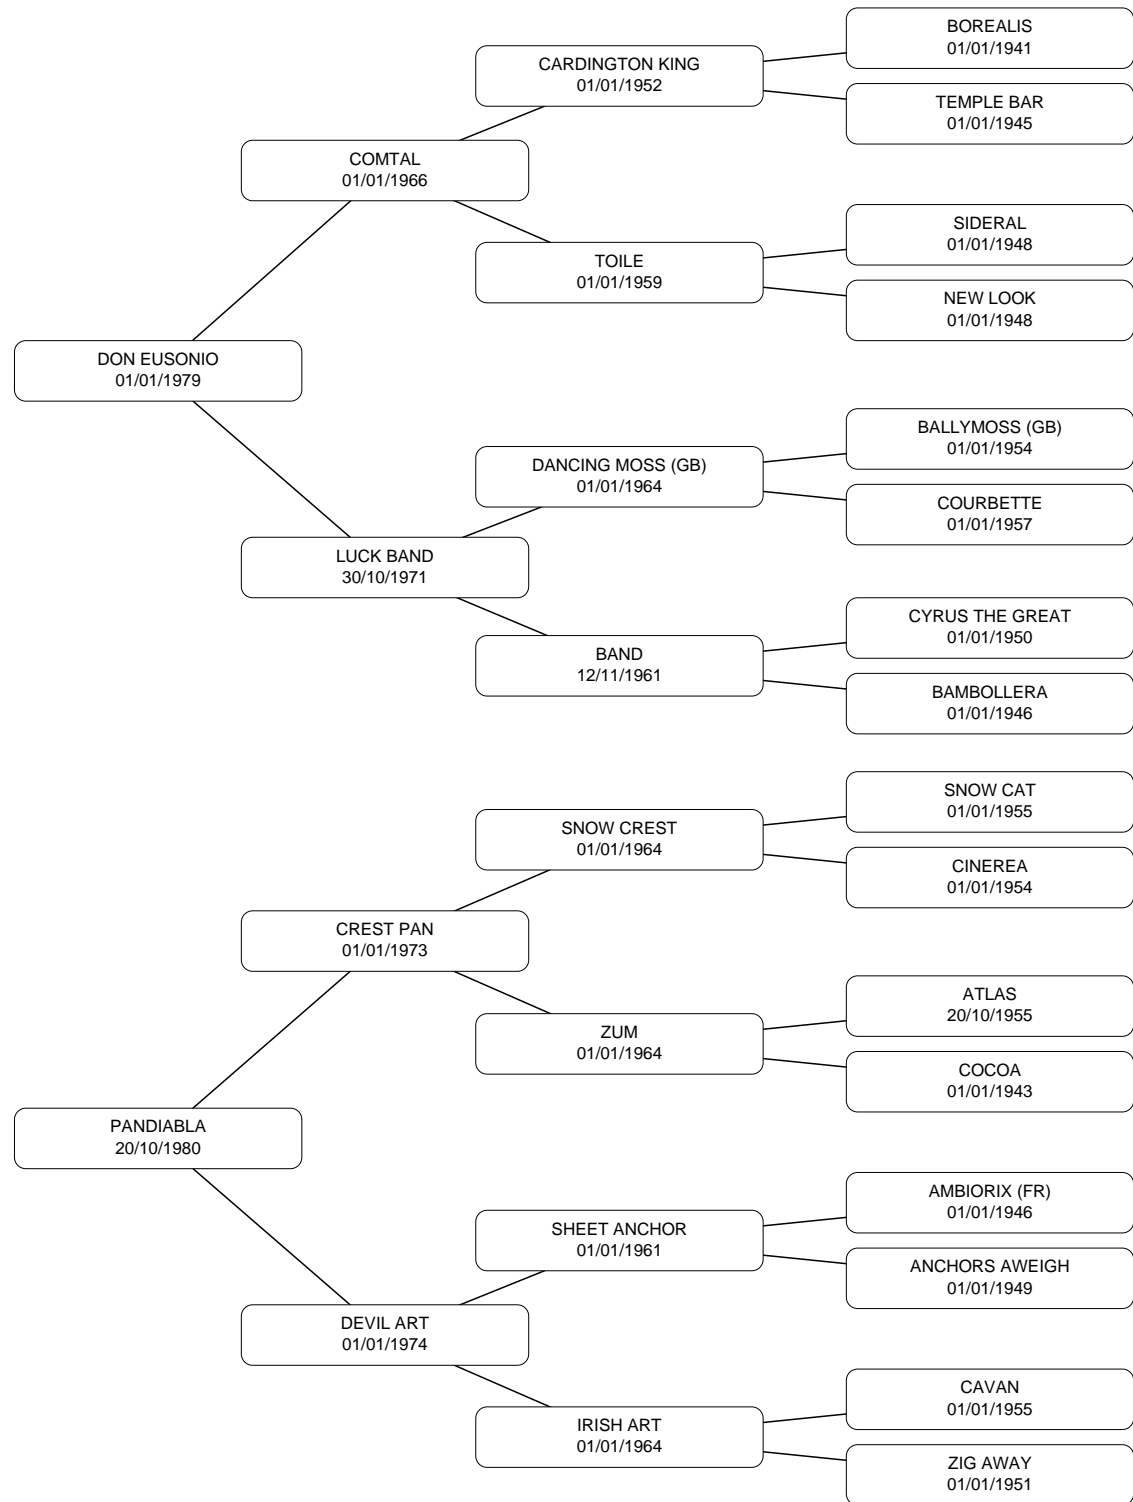 BOREALIS
01/01/1941
CARDINGTON KING
01/01/1952
TEMPLE BAR
01/01/1945
COMTAL
01/01/1966
SIDERAL
01/01/1948
TOILE
01/01/1959
NEW LOOK
01/01/1948
DON EUSONIO
01/01/1979
BALLYMOSS (GB)
01/01/1954
DANCING MOSS (GB)
01/01/1964
COURBETTE
01/01/1957
LUCK BAND
30/10/1971
CYRUS THE GREAT
01/01/1950
BAND
12/11/1961
BAMBOLLERA
01/01/1946
SNOW CAT
01/01/1955
SNOW CREST
01/01/1964
CINEREA
01/01/1954
CREST PAN
01/01/1973
ATLAS
20/10/1955
ZUM
01/01/1964
COCOA
01/01/1943
PANDIABLA
20/10/1980
AMBIORIX (FR)
01/01/1946
SHEET ANCHOR
01/01/1961
ANCHORS AWEIGH
01/01/1949
DEVIL ART
01/01/1974
CAVAN
01/01/1955
IRISH ART
01/01/1964
ZIG AWAY
01/01/1951